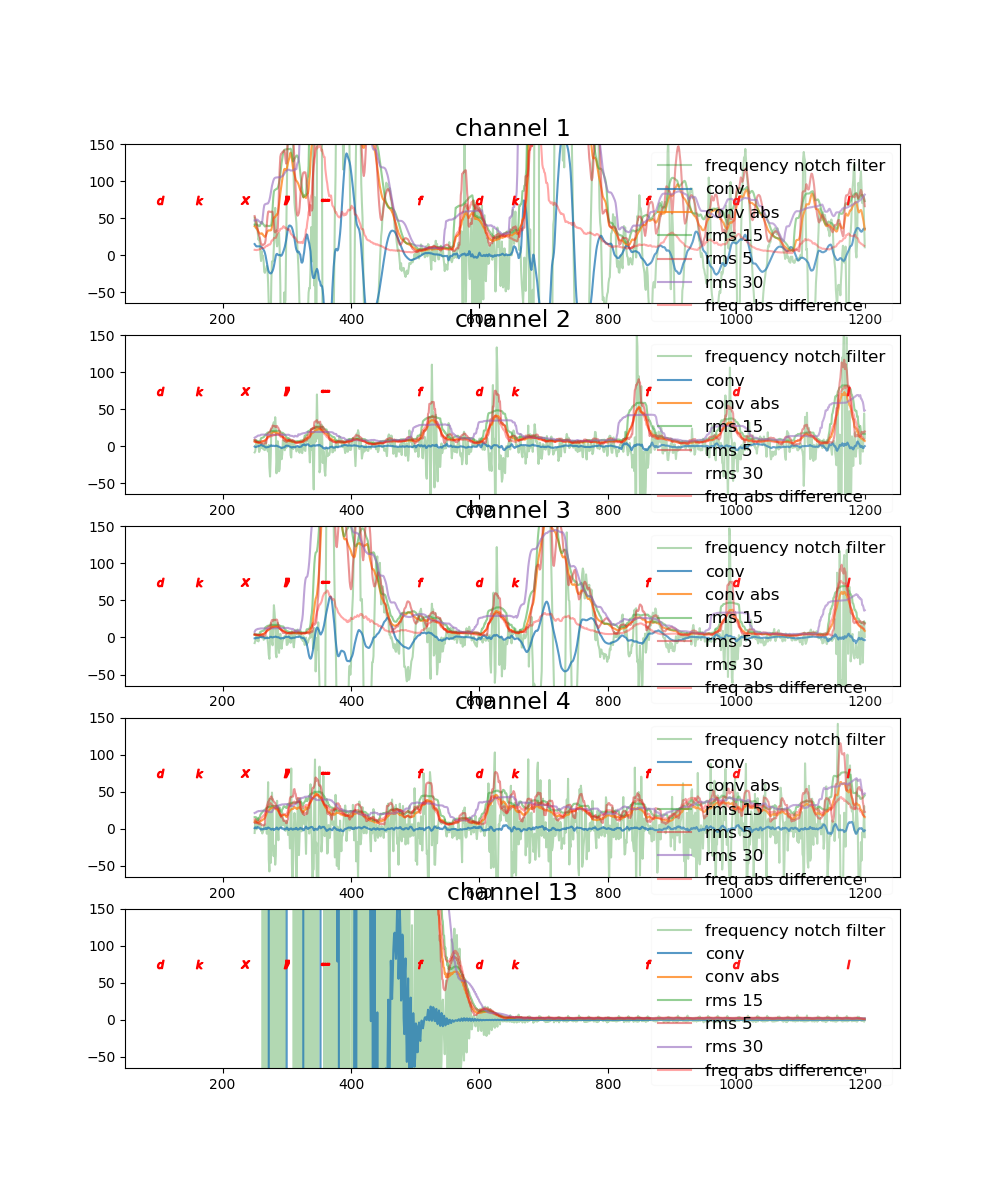 channel 1
150
frequency notch filter
100
conv
d k X f d k f d l
conv abs
50
rms 15
0
rms 5
rms 30
−50
freq abs difference
200 400 600 800 1000 1200
channel 2
150
frequency notch filter
100
conv
d k X f d k f d l
conv abs
50
rms 15
0
rms 5
rms 30
−50
freq abs difference
200 400 600 800 1000 1200
channel 3
150
frequency notch filter
100
conv
d k X f d k f d l
conv abs
50
rms 15
0
rms 5
rms 30
−50
freq abs difference
200 400 600 800 1000 1200
channel 4
150
frequency notch filter
100
conv
d k X f d k f d l
conv abs
50
rms 15
0
rms 5
rms 30
−50
freq abs difference
200 400 600 800 1000 1200
channel 13
150
frequency notch filter
100
conv
d k X f d k f d l
conv abs
50
rms 15
0
rms 5
rms 30
−50
freq abs difference
200 400 600 800 1000 1200